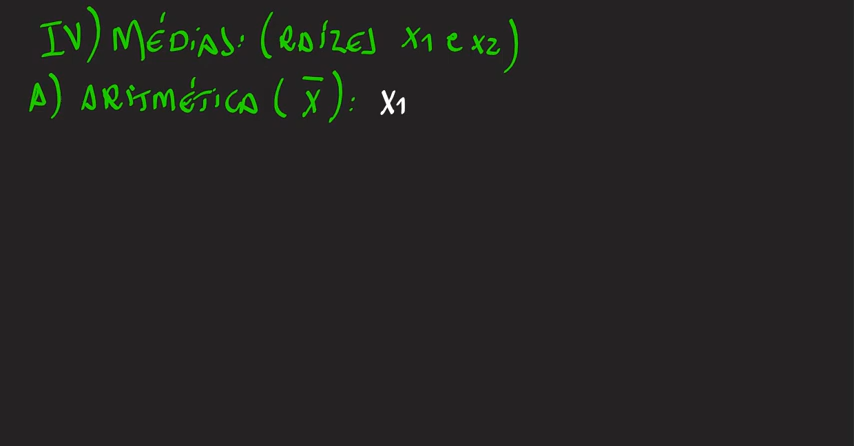 IV) MÉDIAS: (RAÍZES X1 e X2)
A) ARITMÉTICA (X̅): X1